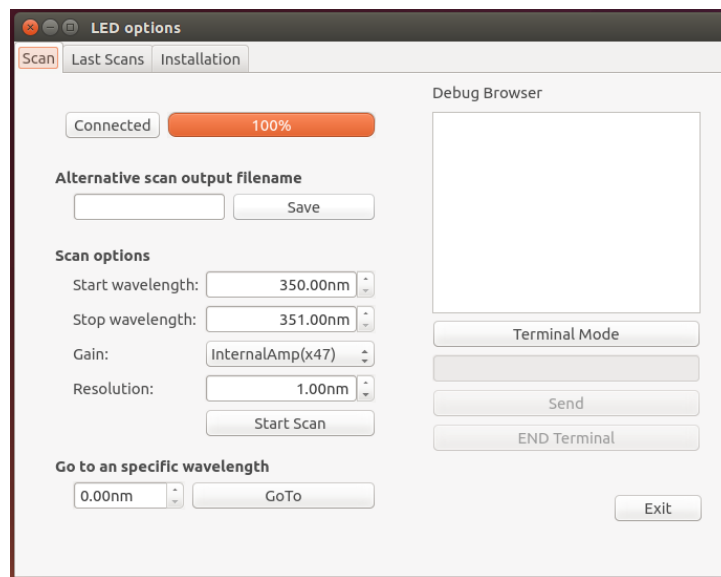 LED options
Scan Last Scans Installation
Debug Browser
Connected 100%
Alternative scan output filename
Save
Scan options
Start wavelength: 350.00nm
Stop wavelength: 351.00nm
Terminal Mode
Gain: InternalAmp(x47)
Resolution: 1.00nm
Send
Start Scan
END Terminal
Go to an specific wavelength
0.00nm GoTo
Exit